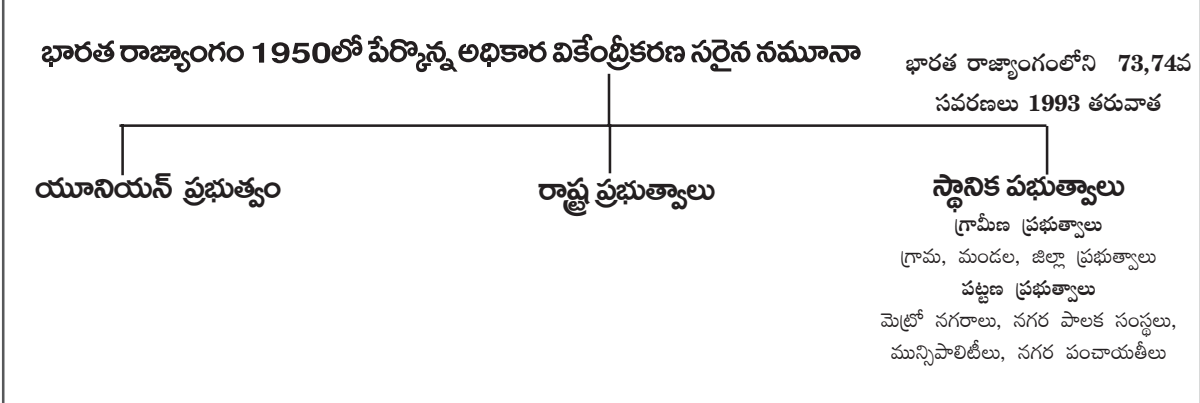 భారత రాజ్యాంగం 1950లో పేర్కొన్న అధికార వికేంద్రీకరణ సరైన నమూనా
భారత రాజ్యాంగంలోని 73,74వ
సవరణలు 1993 తరువాత
యూనియన్ ప్రభుత్వం
రాష్ట్ర ప్రభుత్వాలు
స్థానిక పభుత్వాలు
గ్రామీణ ప్రభుత్వాలు
గ్రామ, మండల, జిల్లా ప్రభుత్వాలు
పట్టణ ప్రభుత్వాలు
మెట్రో నగరాలు, నగర పాలక సంస్థలు,
మున్సిపాలిటీలు, నగర పంచాయతీలు